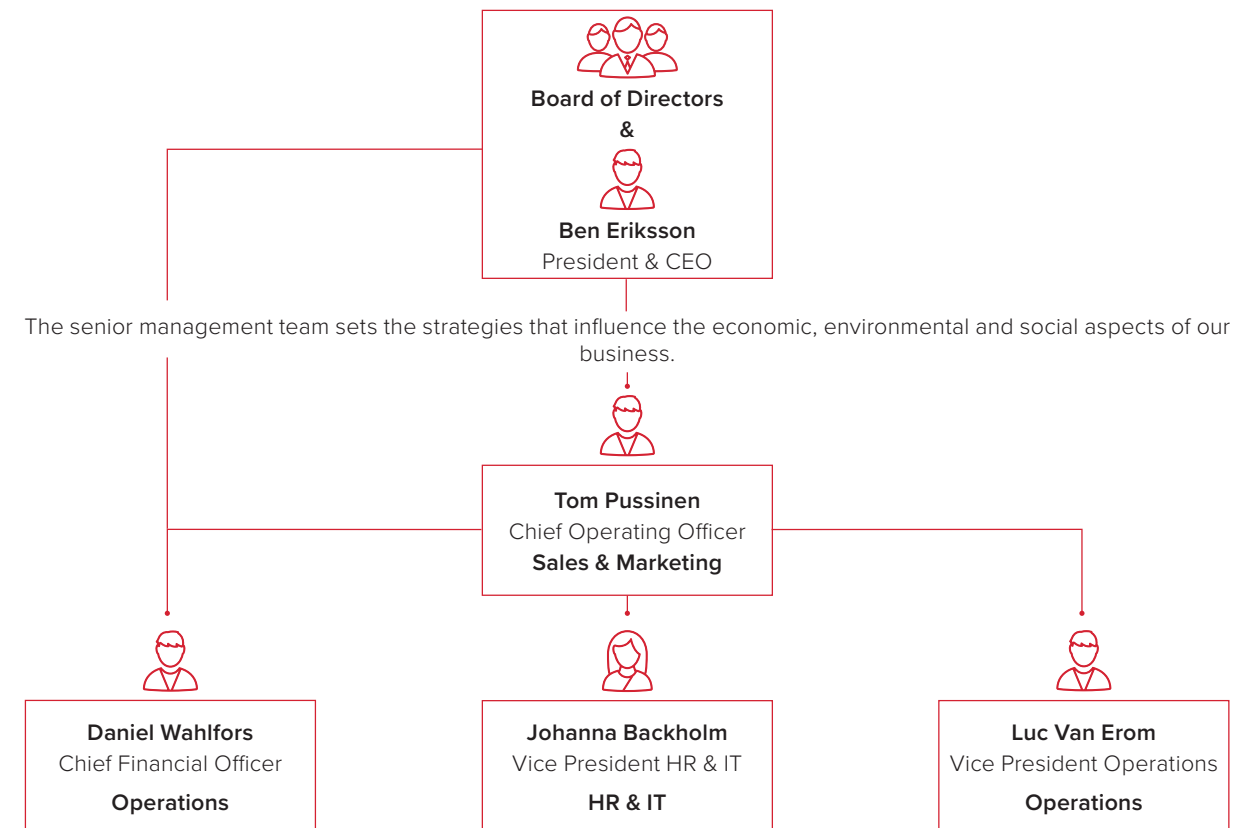 Board of Directors
&
Ben Eriksson
President & CEO
The senior management team sets the strategies that influence the economic, environmental and social aspects of our
business.
Tom Pussinen
Chief Operating Officer
Sales & Marketing
Daniel Wahlfors
Chief Financial Officer
Operations
Johanna Backholm
Vice President HR & IT
HR & IT
Luc Van Erom
Vice President Operations
Operations